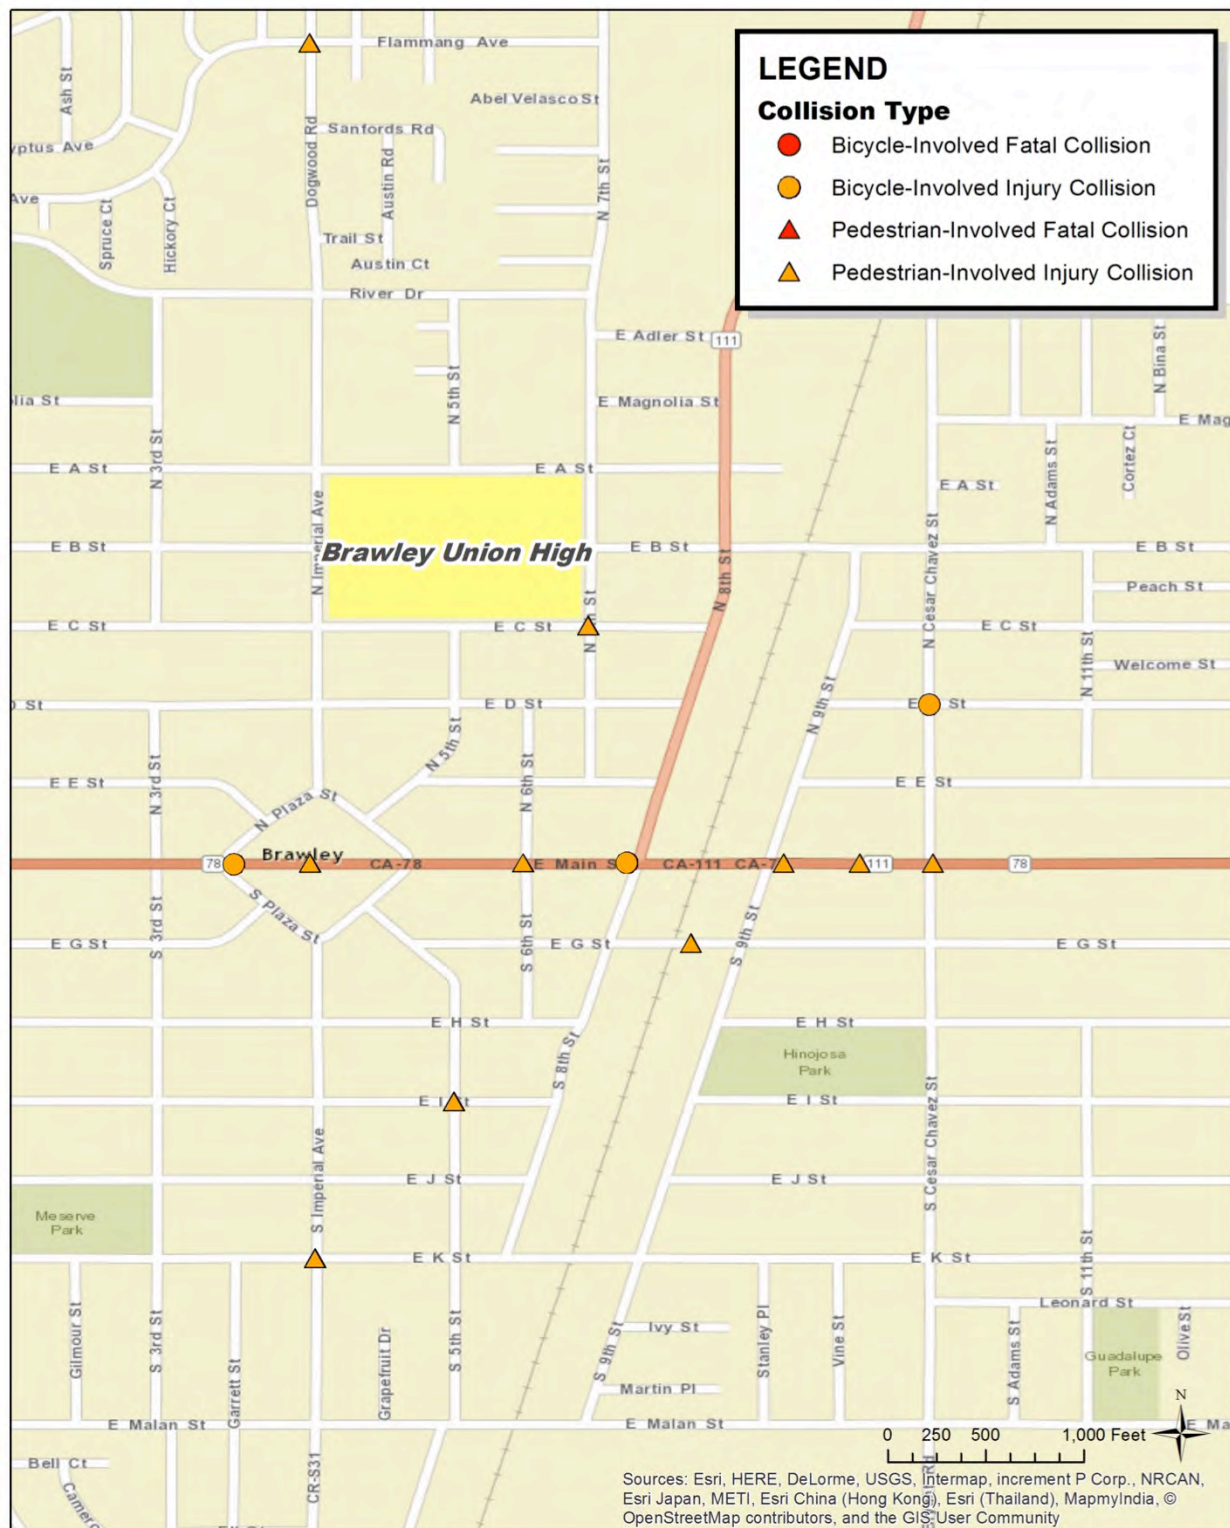 LEGEND
Collision Type
Bicycle-Involved Fatal Collision
Bicycle-Involved Injury Collision
Pedestrian-Involved Fatal Collision
Pedestrian-Involved Injury Collision
Flammang Ave
Ash St
Abel Velasco St
Sanfords Rd
yptus Ave
Dogwood Rd
Austin Rd
N 7th St
Ave
Spruce Ct
Hickory Ct
Trail St
Austin Ct
River Dr
E Adler St
111
N Bina St
lia St
N 5th St
E Magnolia St
E Mag
N 3rd St
N Adams St
Cortez Ct
E A St
E A St
E A St
N Imperial Ave
Brawley Union High
E B St
E B St
E B St
N 8th St
N Cesar Chavez St
Peach St
E C St
E C St
E C St
N 11th St
Welcome St
N 9th St
D St
E D St
St
N 3rd St
N 5th St
N 6th St
E E St
E E St
N Plaza St
78
Brawley
CA-78
E Main S
CA-111
CA-7
111
78
S Plaza St
S 3rd St
S 6th St
S 9th St
E G St
E G St
E G St
E H St
E H St
S 8th St
Hinojosa
Park
E I St
E I St
S Imperial Ave
S Cesar Chavez St
E J St
E J St
Meserve
Park
E K St
E K St
S 11th St
Gilmour St
S 3rd St
Garrett St
Grapefruit Dr
S 5th St
S 9th St
Ivy St
Stanley Pl
Vine St
Leonard St
S Adams St
Olive St
Guadalupe
Park
Martin Pl
N
E Malan St
E Malan St
E Ma
0 250 500 1,000 Feet
Bell Ct
CR-S31
Sources: Esri, HERE, DeLorme, USGS, Intermap, increment P Corp., NRCAN,
Esri Japan, METI, Esri China (Hong Kong), Esri (Thailand), MapmyIndia, ©
OpenStreetMap contributors, and the GIS User Community